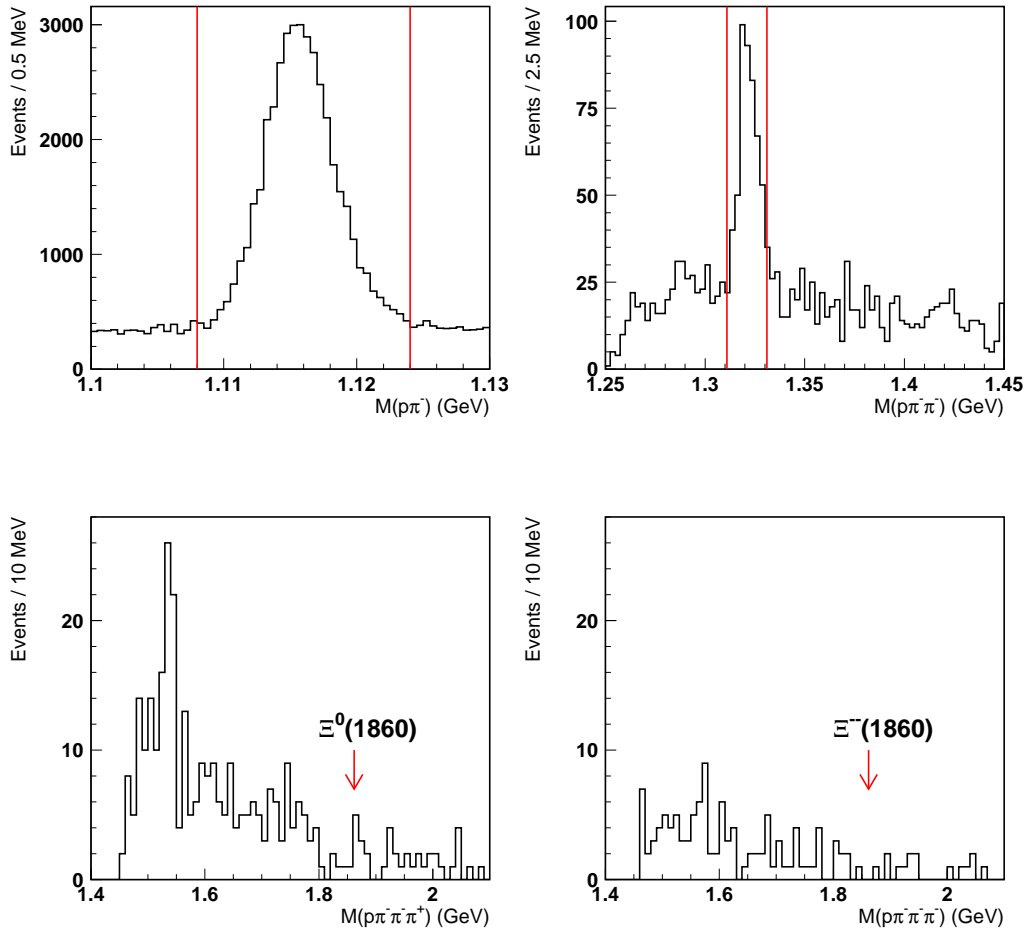 Events / 0.5 MeV
3000
2000
1000
0
1.1 1.11 1.12 1.13
M(pπ⁻) (GeV)
Events / 2.5 MeV
100
75
50
25
0
1.25 1.3 1.35 1.4 1.45
M(pπ⁻π⁻) (GeV)
Events / 10 MeV
20
10
0
Ξ⁰(1860)
1.4 1.6 1.8 2
M(pπ⁻π⁻π⁺) (GeV)
Events / 10 MeV
20
10
0
Ξ⁻⁻(1860)
1.4 1.6 1.8 2
M(pπ⁻π⁻π⁻) (GeV)